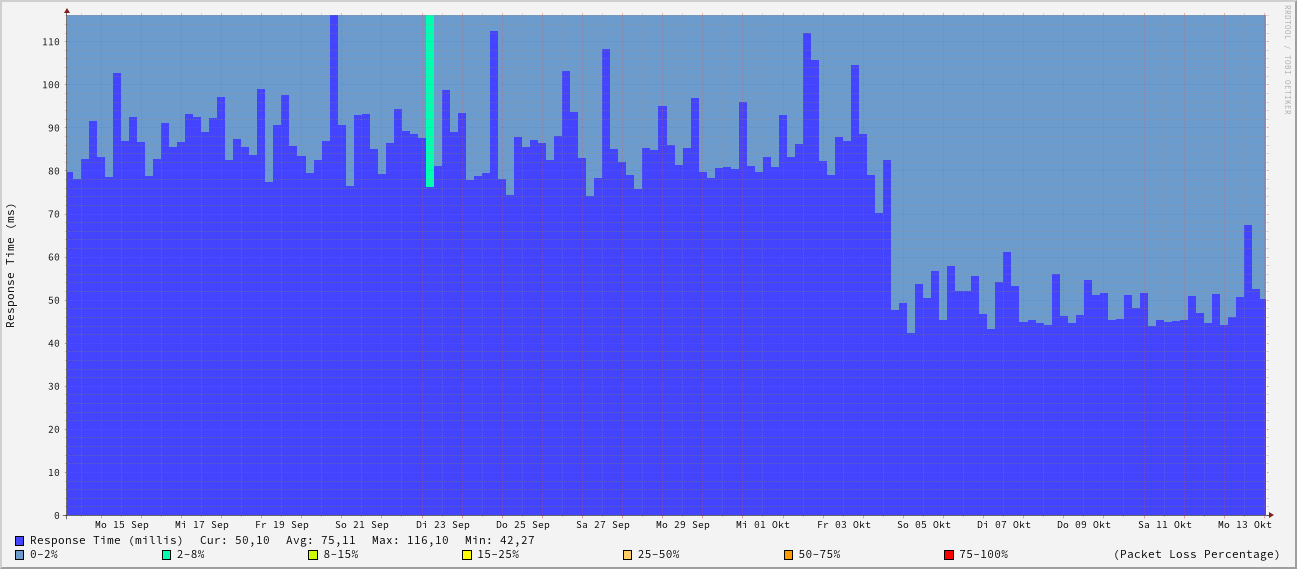 RRDTOOL / TOBI OETIKER
Response Time (ms)
110
100
90
80
70
60
50
40
30
20
10
0
Mo 15 Sep Mi 17 Sep Fr 19 Sep So 21 Sep Di 23 Sep Do 25 Sep Sa 27 Sep Mo 29 Sep Mi 01 Okt Fr 03 Okt So 05 Okt Di 07 Okt Do 09 Okt Sa 11 Okt Mo 13 Okt
Response Time (millis) Cur: 50,10 Avg: 75,11 Max: 116,10 Min: 42,27
0-2% 2-8% 8-15% 15-25% 25-50% 50-75% 75-100% (Packet Loss Percentage)